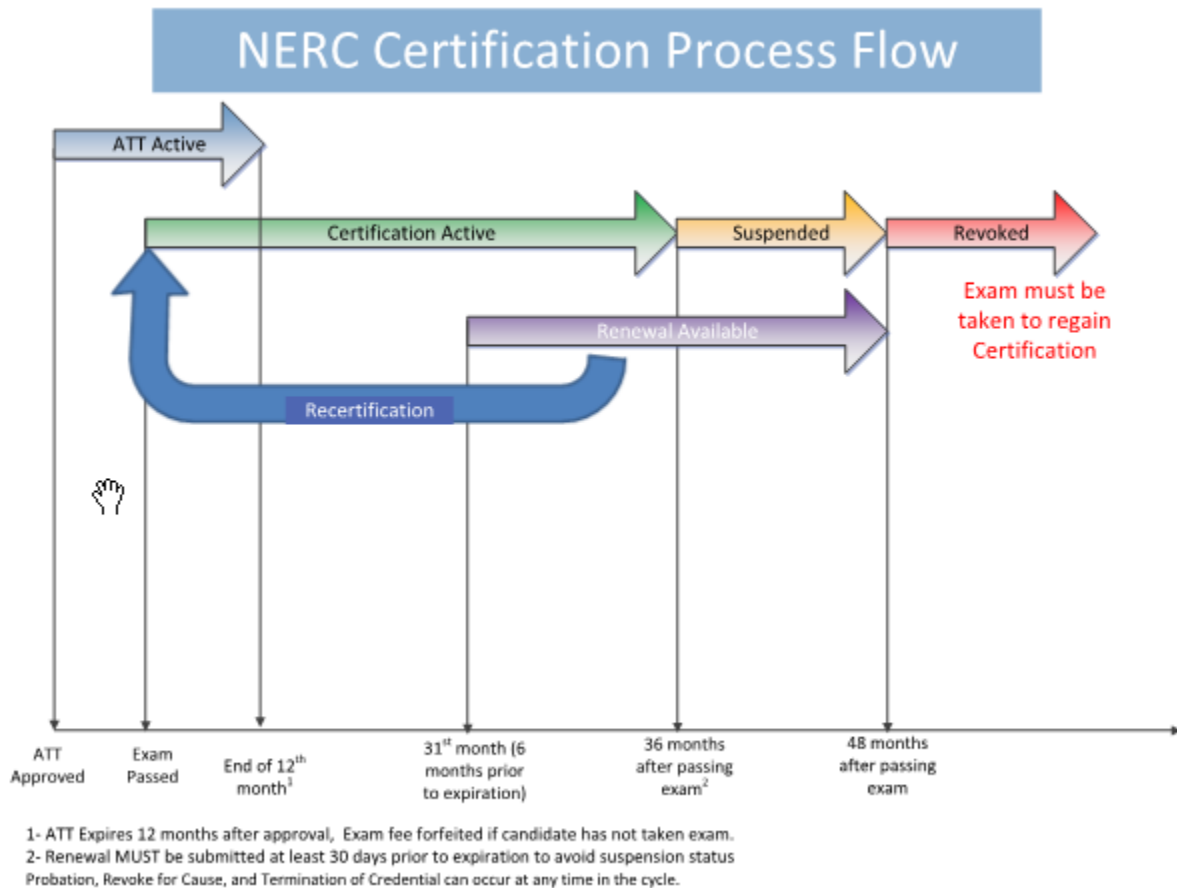 NERC Certification Process Flow
ATT Active
Certification Active
Suspended
Revoked
Exam must be
taken to regain
Certification
Renewal Available
Recertification
ATT
Approved
Exam
Passed
End of 12th
month1
31st month (6
months prior
to expiration)
36 months
after passing
exam2
48 months
after passing
exam
1- ATT Expires 12 months after approval, Exam fee forfeited if candidate has not taken exam.
2- Renewal MUST be submitted at least 30 days prior to expiration to avoid suspension status
Probation, Revoke for Cause, and Termination of Credential can occur at any time in the cycle.